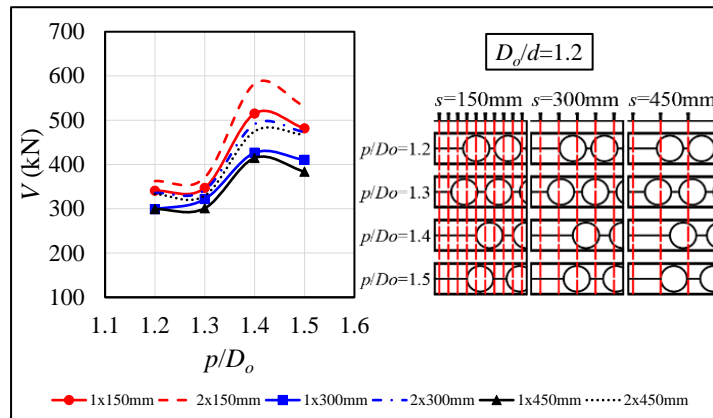 700
600
500
400
300
200
100
V (kN)
1.1 1.2 1.3 1.4 1.5 1.6
p/Do
Do/d=1.2
s=150mm s=300mm s=450mm
p/Do=1.2
p/Do=1.3
p/Do=1.4
p/Do=1.5
1x150mm 2x150mm 1x300mm 2x300mm 1x450mm 2x450mm